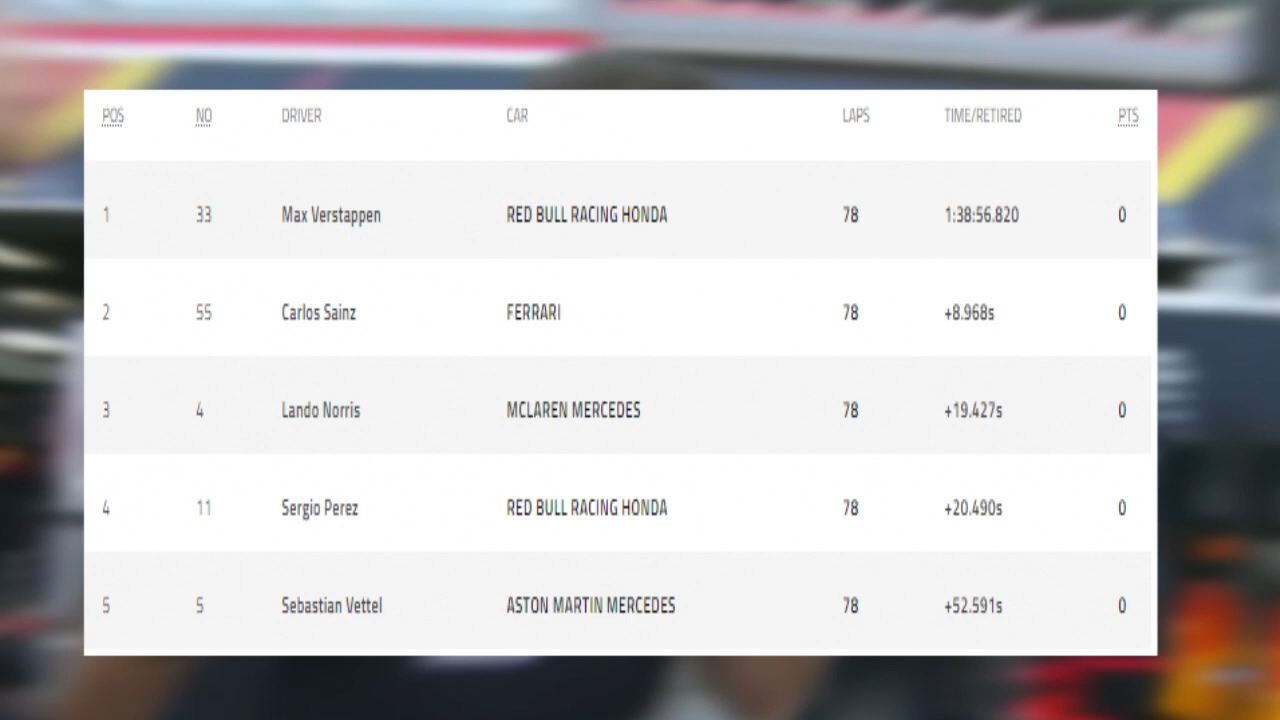 POS NO DRIVER CAR LAPS TIME/RETIRED PTS
1 33 Max Verstappen RED BULL RACING HONDA 78 1:38:56.820 0
2 55 Carlos Sainz FERRARI 78 +8.968s 0
3 4 Lando Norris MCLAREN MERCEDES 78 +19.427s 0
4 11 Sergio Perez RED BULL RACING HONDA 78 +20.490s 0
5 5 Sebastian Vettel ASTON MARTIN MERCEDES 78 +52.591s 0